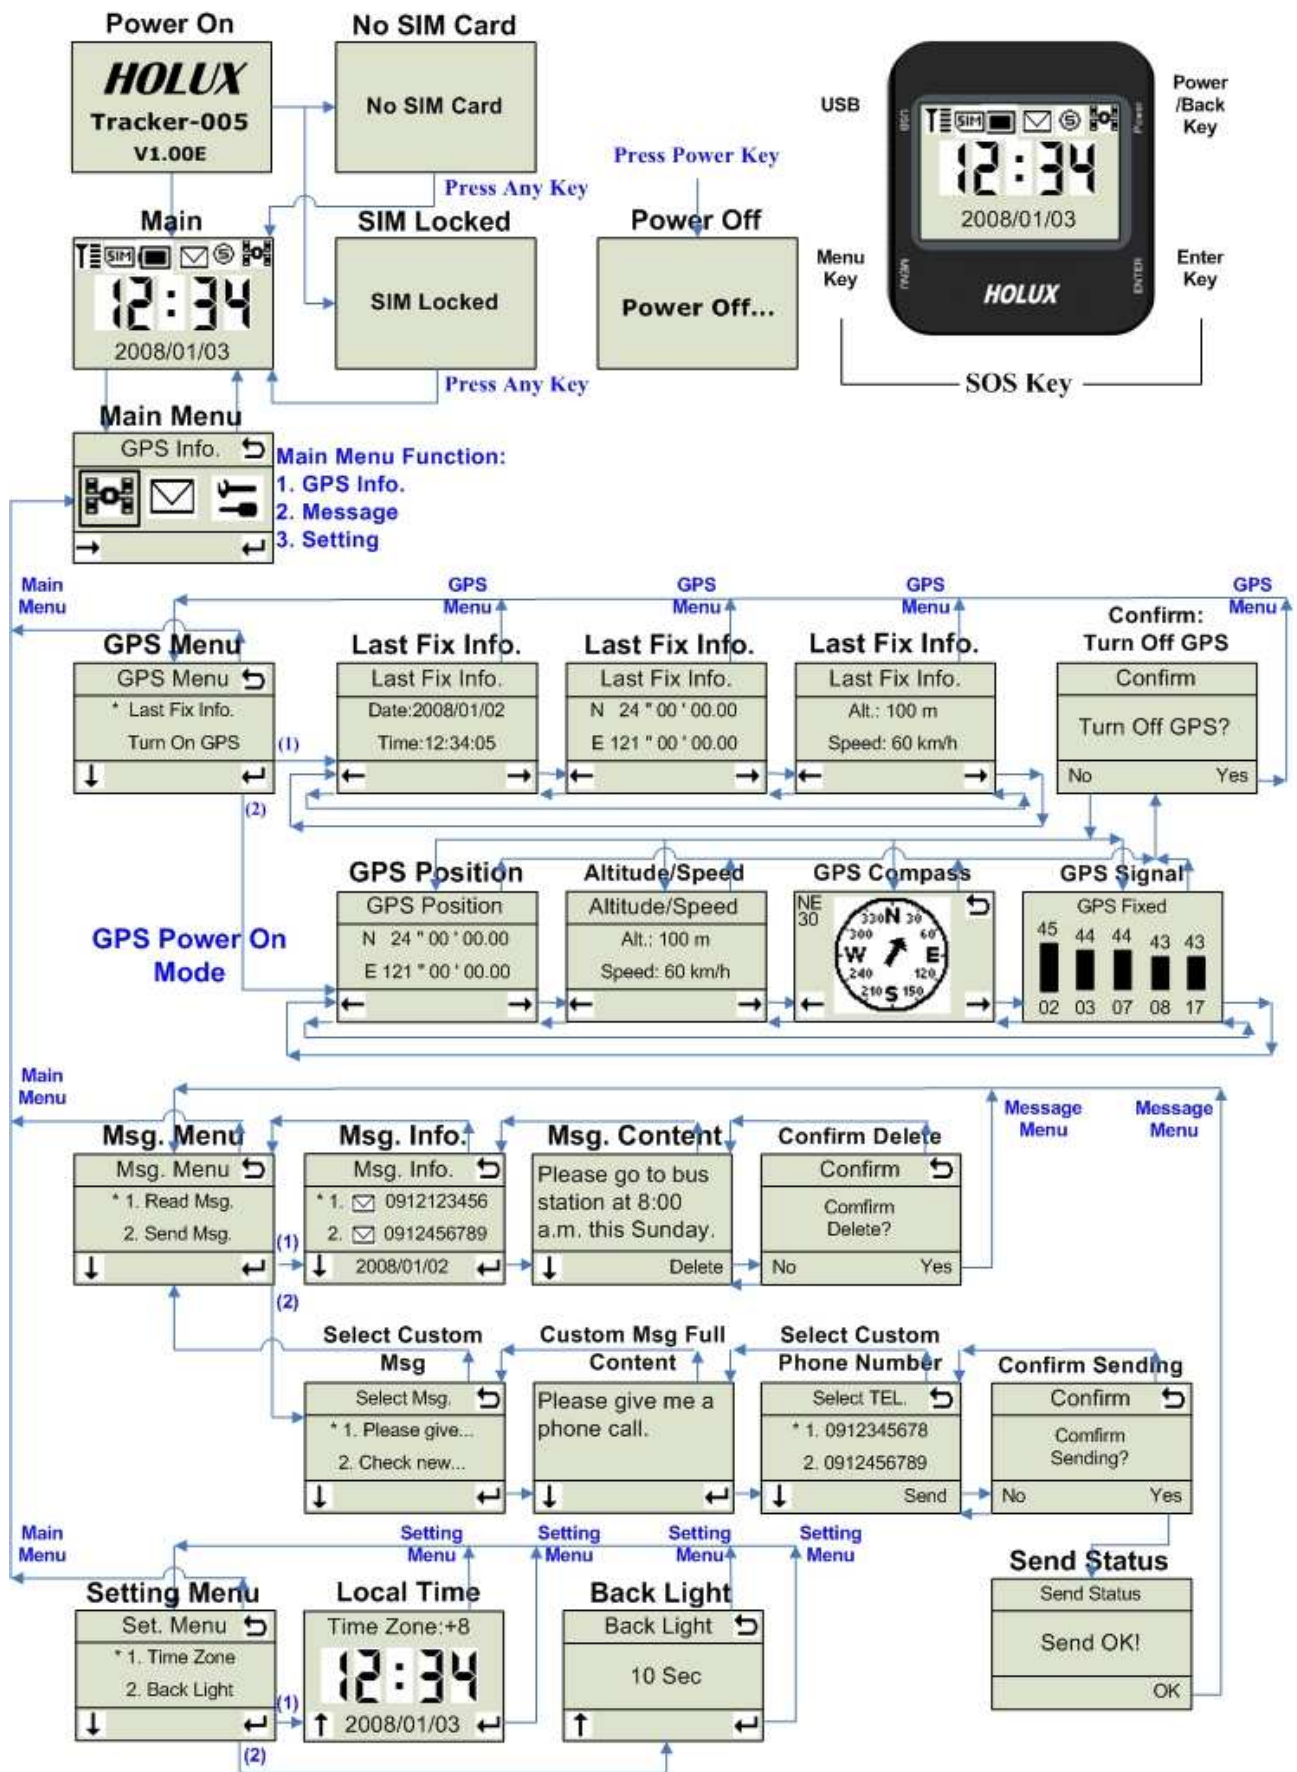 Power On
HOLUX
Tracker-005
V1.00E
No SIM Card
No SIM Card
Press Any Key
Main
SIM
12:34
2008/01/03
SIM Locked
SIM Locked
Press Any Key
Press Power Key
Power Off
Power Off...
USB
Power
/Back
Key
USB
Power
SIM
12:34
2008/01/03
MENU
ENTER
HOLUX
Menu
Key
Enter
Key
SOS Key
Main Menu
GPS Info.
Main Menu Function:
1. GPS Info.
2. Message
3. Setting
Main
Menu
GPS
Menu
GPS
Menu
GPS
Menu
GPS
Menu
GPS Menu
GPS Menu
* Last Fix Info.
Turn On GPS
(1)
(2)
Last Fix Info.
Last Fix Info.
Date:2008/01/02
Time:12:34:05
Last Fix Info.
Last Fix Info.
N 24 " 00 ' 00.00
E 121 " 00 ' 00.00
Last Fix Info.
Last Fix Info.
Alt.: 100 m
Speed: 60 km/h
Confirm:
Turn Off GPS
Confirm
Turn Off GPS?
No Yes
GPS Power On
Mode
GPS Position
GPS Position
N 24 " 00 ' 00.00
E 121 " 00 ' 00.00
Altitude/Speed
Altitude/Speed
Alt.: 100 m
Speed: 60 km/h
GPS Compass
NE
30
330 N 30
300 60
W E
240 120
210 S 150
GPS Signal
GPS Fixed
45 44 44 43 43
02 03 07 08 17
Main
Menu
Message
Menu
Message
Menu
Msg. Menu
Msg. Menu
* 1. Read Msg.
2. Send Msg.
(1)
(2)
Msg. Info.
Msg. Info.
* 1. 0912123456
2. 0912456789
2008/01/02
Msg. Content
Please go to bus
station at 8:00
a.m. this Sunday.
Delete
Confirm Delete
Confirm
Comfirm
Delete?
No Yes
Select Custom
Msg
Select Msg.
* 1. Please give...
2. Check new...
Custom Msg Full
Content
Please give me a
phone call.
Select Custom
Phone Number
Select TEL.
* 1. 0912345678
2. 0912456789
Send
Confirm Sending
Confirm
Comfirm
Sending?
No Yes
Main
Menu
Setting
Menu
Setting
Menu
Setting
Menu
Setting
Menu
Setting Menu
Set. Menu
* 1. Time Zone
2. Back Light
(1)
(2)
Local Time
Time Zone:+8
12:34
2008/01/03
Back Light
Back Light
10 Sec
Send Status
Send Status
Send OK!
OK